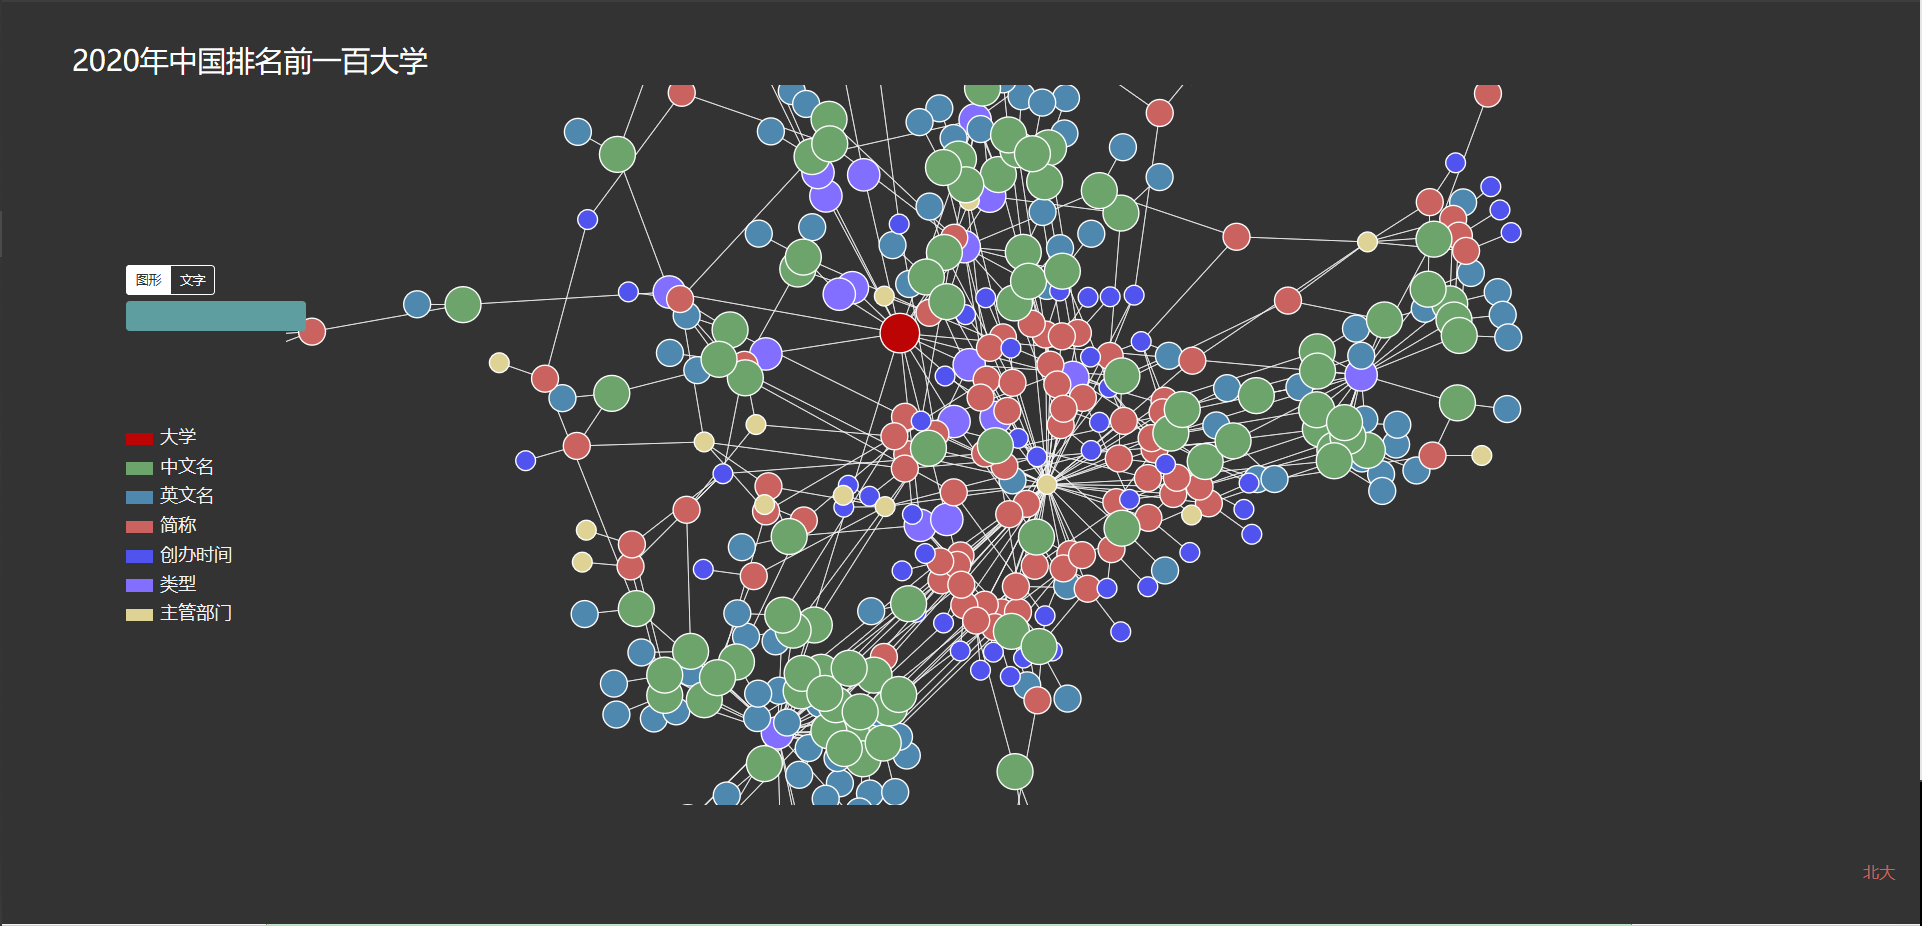 2020年中国排名前一百大学
图形 文字
大学
中文名
英文名
简称
创办时间
类型
主管部门
北大